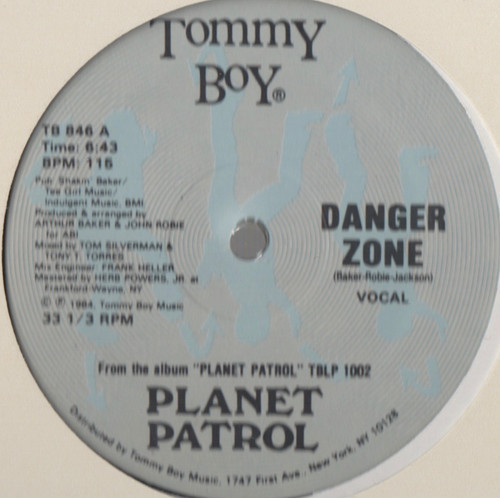 Tommy
Boy®
TB 846 A
Time: 6:43
BPM: 115
Pub: Shakin' Baker/
Tee Girl Music/
Indulgent Music, BMI
Produced & arranged by
ARTHUR BAKER & JOHN ROBIE
for ABI
Mixed by TOM SILVERMAN &
TONY T. TORRES
Mix Engineer: FRANK HELLER
Mastered by HERB POWERS, JR. at
Frankford-Wayne, NY
© ℗ 1984, Tommy Boy Music
33 1/3 RPM
DANGER
ZONE
(Baker-Robie-Jackson)
VOCAL
From the album "PLANET PATROL" TBLP 1002
PLANET
PATROL
Distributed by Tommy Boy Music, 1747 First Ave., New York, NY 10128